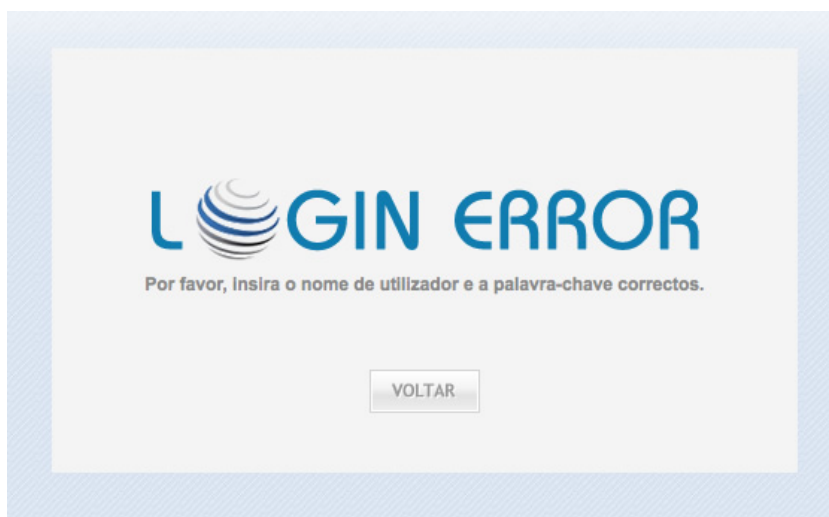 LOGIN ERROR
Por favor, insira o nome de utilizador e a palavra-chave correctos.
VOLTAR